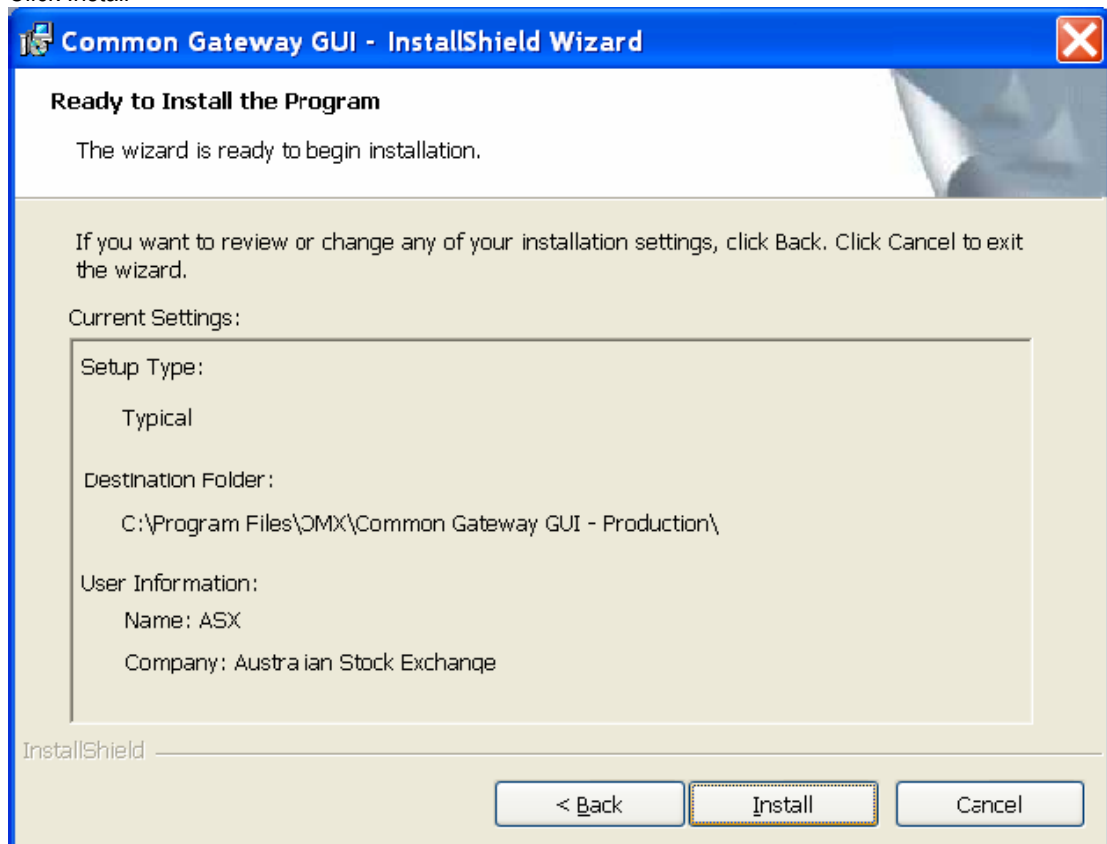 Click Install
Common Gateway GUI - InstallShield Wizard
Ready to Install the Program
The wizard is ready to begin installation.
If you want to review or change any of your installation settings, click Back. Click Cancel to exit
the wizard.
Current Settings:
Setup Type:
Typical
Destination Folder:
C:\Program Files\OMX\Common Gateway GUI - Production\
User Information:
Name: ASX
Company: Austra ian Stock Exchange
InstallShield
< Back
Install
Cancel